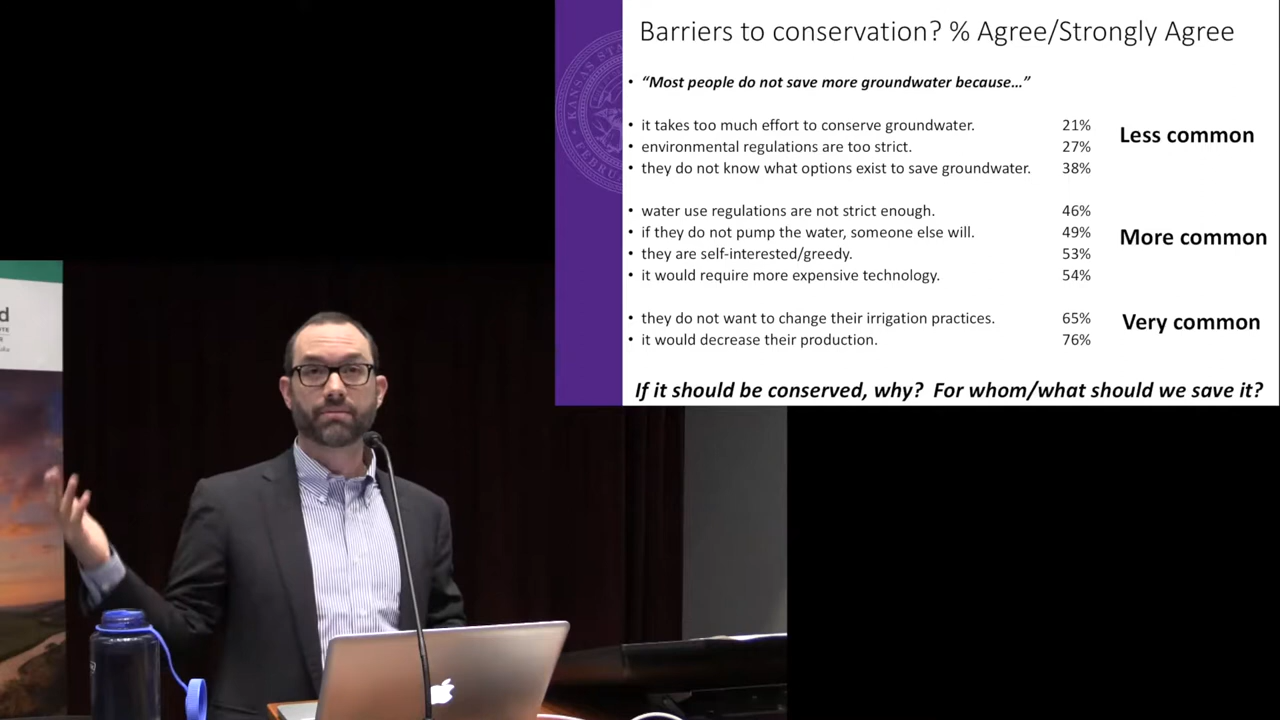 Barriers to conservation? % Agree/Strongly Agree
• “Most people do not save more groundwater because…”
• it takes too much effort to conserve groundwater. 21%
• environmental regulations are too strict. 27%
• they do not know what options exist to save groundwater. 38%
Less common
• water use regulations are not strict enough. 46%
• if they do not pump the water, someone else will. 49%
• they are self-interested/greedy. 53%
• it would require more expensive technology. 54%
More common
• they do not want to change their irrigation practices. 65%
• it would decrease their production. 76%
Very common
If it should be conserved, why? For whom/what should we save it?
KANSAS STA
FEBRU
d